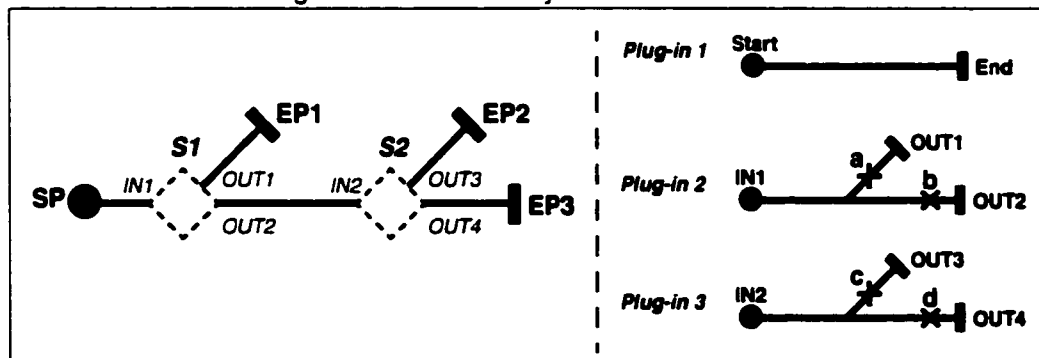 EP1
EP2
S1
S2
IN1
OUT1
IN2
OUT3
SP
EP3
OUT2
OUT4
Plug-in 1
Start
End
Plug-in 2
IN1
a
OUT1
b
OUT2
Plug-in 3
IN2
c
OUT3
d
OUT4